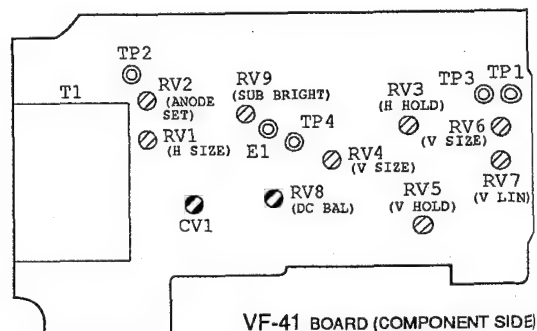 TP2
T1
RV2
(ANODE
SET)
RV1
(H SIZE)
RV9
(SUB BRIGHT)
E1
TP4
RV3
(H HOLD)
TP3
TP1
RV6
(V SIZE)
RV4
(V SIZE)
RV7
(V LIN)
RV8
(DC BAL)
RV5
(V HOLD)
CV1
VF-41 BOARD (COMPONENT SIDE)